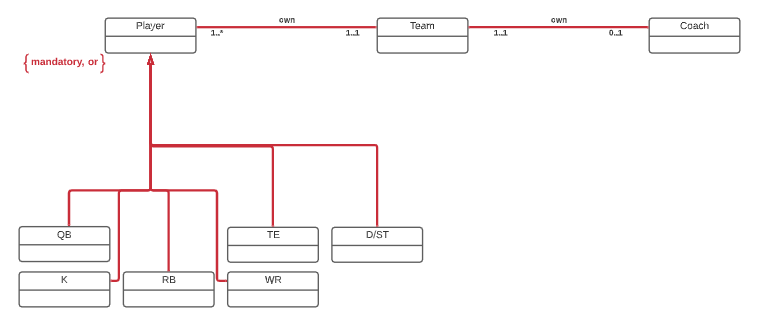 Player
own
1..*
1..1
Team
own
1..1
0..1
Coach
{mandatory, or}
QB
TE
D/ST
K
RB
WR